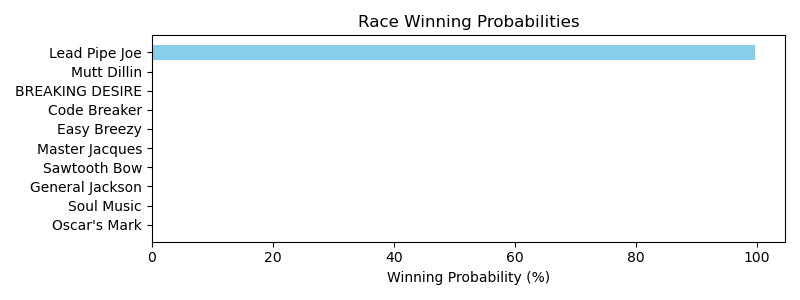 Race Winning Probabilities
Lead Pipe Joe
Mutt Dillin
BREAKING DESIRE
Code Breaker
Easy Breezy
Master Jacques
Sawtooth Bow
General Jackson
Soul Music
Oscar's Mark
0 20 40 60 80 100
Winning Probability (%)